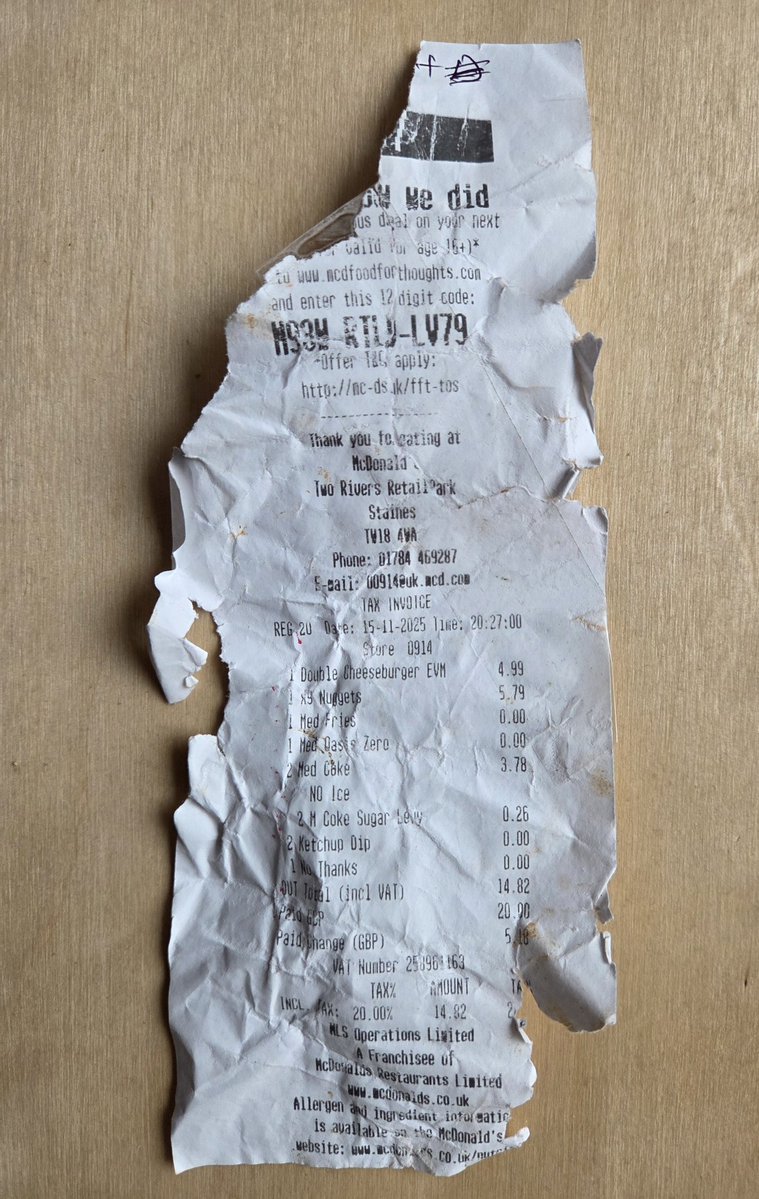 we did
deal on your next
valid for age 16+)*
to www.mcdfoodforthoughts.com
and enter this 12 digit code:
*Offer T&C apply:
http://mc-ds.uk/fft-tos
--------------------
Thank you for eating at
McDonald's
Two Rivers RetailPark
Staines
TW18 4WA
Phone: 01784 469287
E-mail: 00914@uk.mcd.com
TAX INVOICE
REG 20 Date: 15-11-2025 Time: 20:27:00
Store 0914
1 Double Cheeseburger EVM 4.99
1 x9 Nuggets 5.79
1 Med Fries 0.00
1 Med Oasis Zero 0.00
2 Med Coke 3.78
NO Ice
2 M Coke Sugar Levy 0.26
2 Ketchup Dip 0.00
1 No Thanks 0.00
OUT Total (incl VAT) 14.82
Paid GBP 20.00
Paid Change (GBP) 5.18
VAT Number
TAX% AMOUNT
INCL. TAX: 20.00% 14.82
MLS Operations Limited
A Franchisee of
McDonalds Restaurants Limited
www.mcdonalds.co.uk
Allergen and ingredient informatio
is available on the McDonald's
website: www.mcdonalds.co.uk/nutri